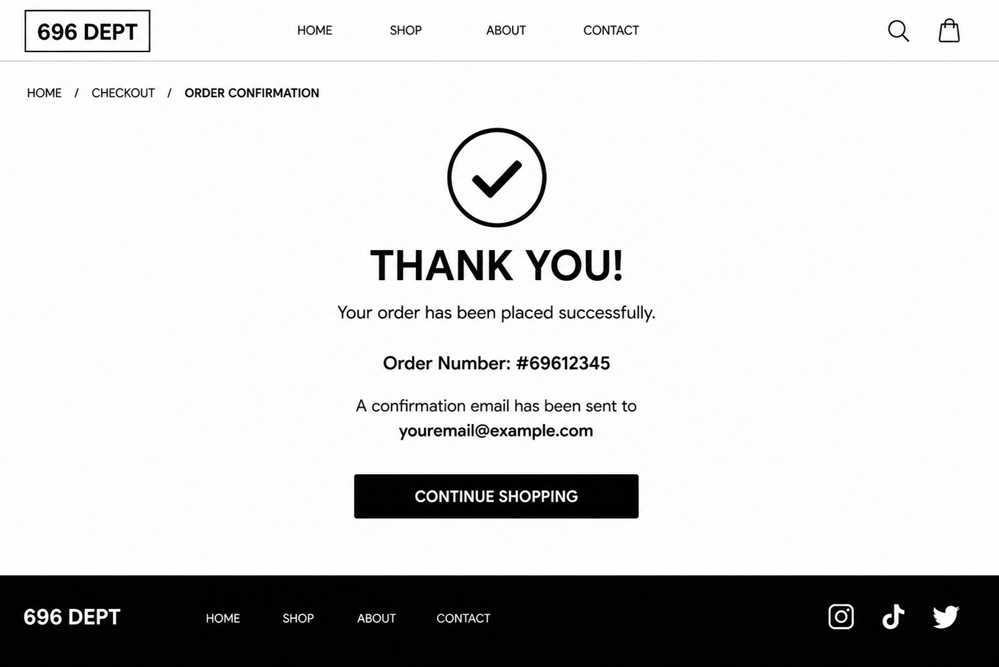 696 DEPT
HOME SHOP ABOUT CONTACT
HOME / CHECKOUT / ORDER CONFIRMATION
THANK YOU!
Your order has been placed successfully.
Order Number: #69612345
A confirmation email has been sent to
youremail@example.com
CONTINUE SHOPPING
696 DEPT HOME SHOP ABOUT CONTACT